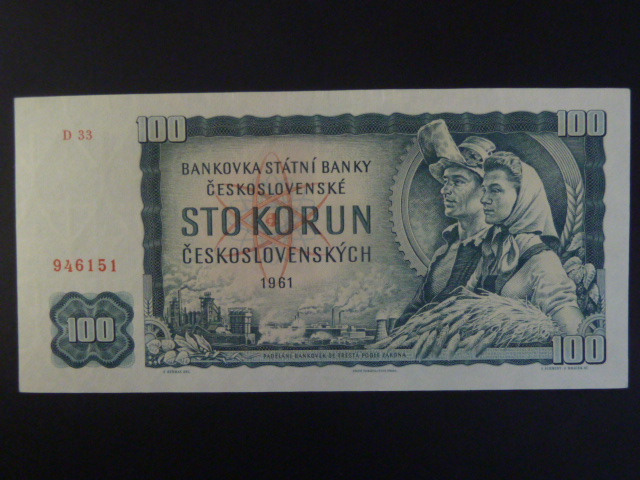 100
100
D 33
BANKOVKA STÁTNÍ BANKY
ČESKOSLOVENSKÉ
STO KORUN
ČESKOSLOVENSKÝCH
946151
1961
100
100
PADĚLÁNÍ BANKOVEK SE TRESTÁ PODLE ZÁKONA